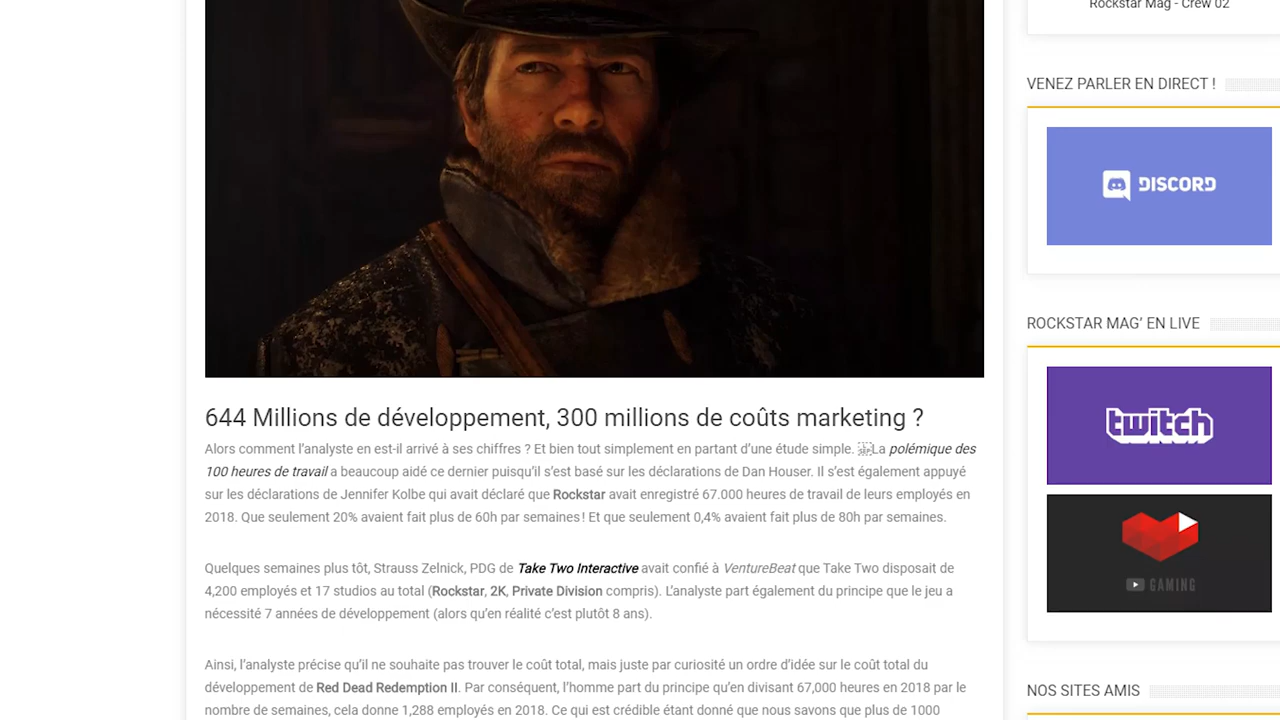 Rockstar Mag - Crew 02
VENEZ PARLER EN DIRECT !
DISCORD
ROCKSTAR MAG’ EN LIVE
twitch
GAMING
NOS SITES AMIS
644 Millions de développement, 300 millions de coûts marketing ?
Alors comment l’analyste en est-il arrivé à ses chiffres ? Et bien tout simplement en partant d’une étude simple. La polémique des
100 heures de travail a beaucoup aidé ce dernier puisqu’il s’est basé sur les déclarations de Dan Houser. Il s’est également appuyé
sur les déclarations de Jennifer Kolbe qui avait déclaré que Rockstar avait enregistré 67.000 heures de travail de leurs employés en
2018. Que seulement 20% avaient fait plus de 60h par semaines ! Et que seulement 0,4% avaient fait plus de 80h par semaines.
Quelques semaines plus tôt, Strauss Zelnick, PDG de Take Two Interactive avait confié à VentureBeat que Take Two disposait de
4,200 employés et 17 studios au total (Rockstar, 2K, Private Division compris). L’analyste part également du principe que le jeu a
nécessité 7 années de développement (alors qu’en réalité c’est plutôt 8 ans).
Ainsi, l’analyste précise qu’il ne souhaite pas trouver le coût total, mais juste par curiosité un ordre d’idée sur le coût total du
développement de Red Dead Redemption II. Par conséquent, l’homme part du principe qu’en divisant 67,000 heures en 2018 par le
nombre de semaines, cela donne 1,288 employés en 2018. Ce qui est crédible étant donné que nous savons que plus de 1000